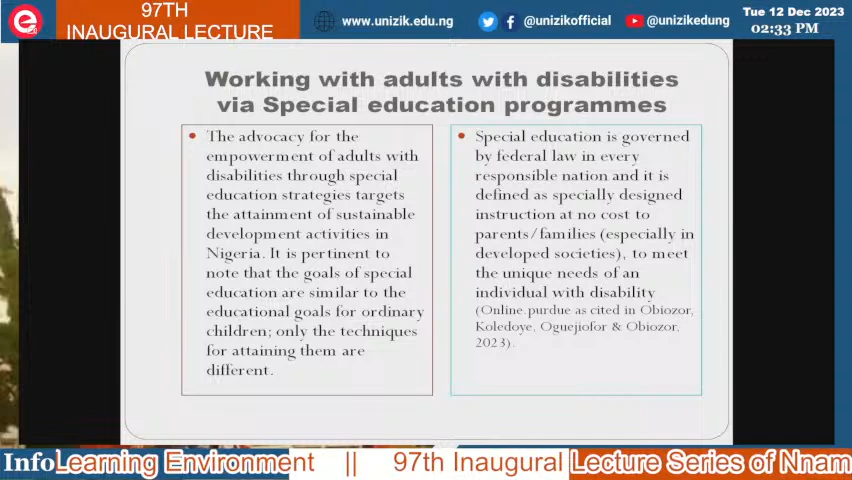 97TH
INAUGURAL LECTURE
www.unizik.edu.ng
@unizikofficial
@unizikedung
Tue 12 Dec 2023
02:33 PM
Working with adults with disabilities
via Special education programmes
The advocacy for the
empowerment of adults with
disabilities through special
education strategies targets
the attainment of sustainable
development activities in
Nigeria. It is pertinent to
note that the goals of special
education are similar to the
educational goals for ordinary
children; only the techniques
for attaining them are
different.
Special education is governed
by federal law in every
responsible nation and it is
defined as specially designed
instruction at no cost to
parents/families (especially in
developed societies), to meet
the unique needs of an
individual with disability
(Online.purdue as cited in Obiozor,
Koledoye, Oguejiofor & Obiozor,
2023).
Info Learning Environment || 97th Inaugural Lecture Series of Nnam